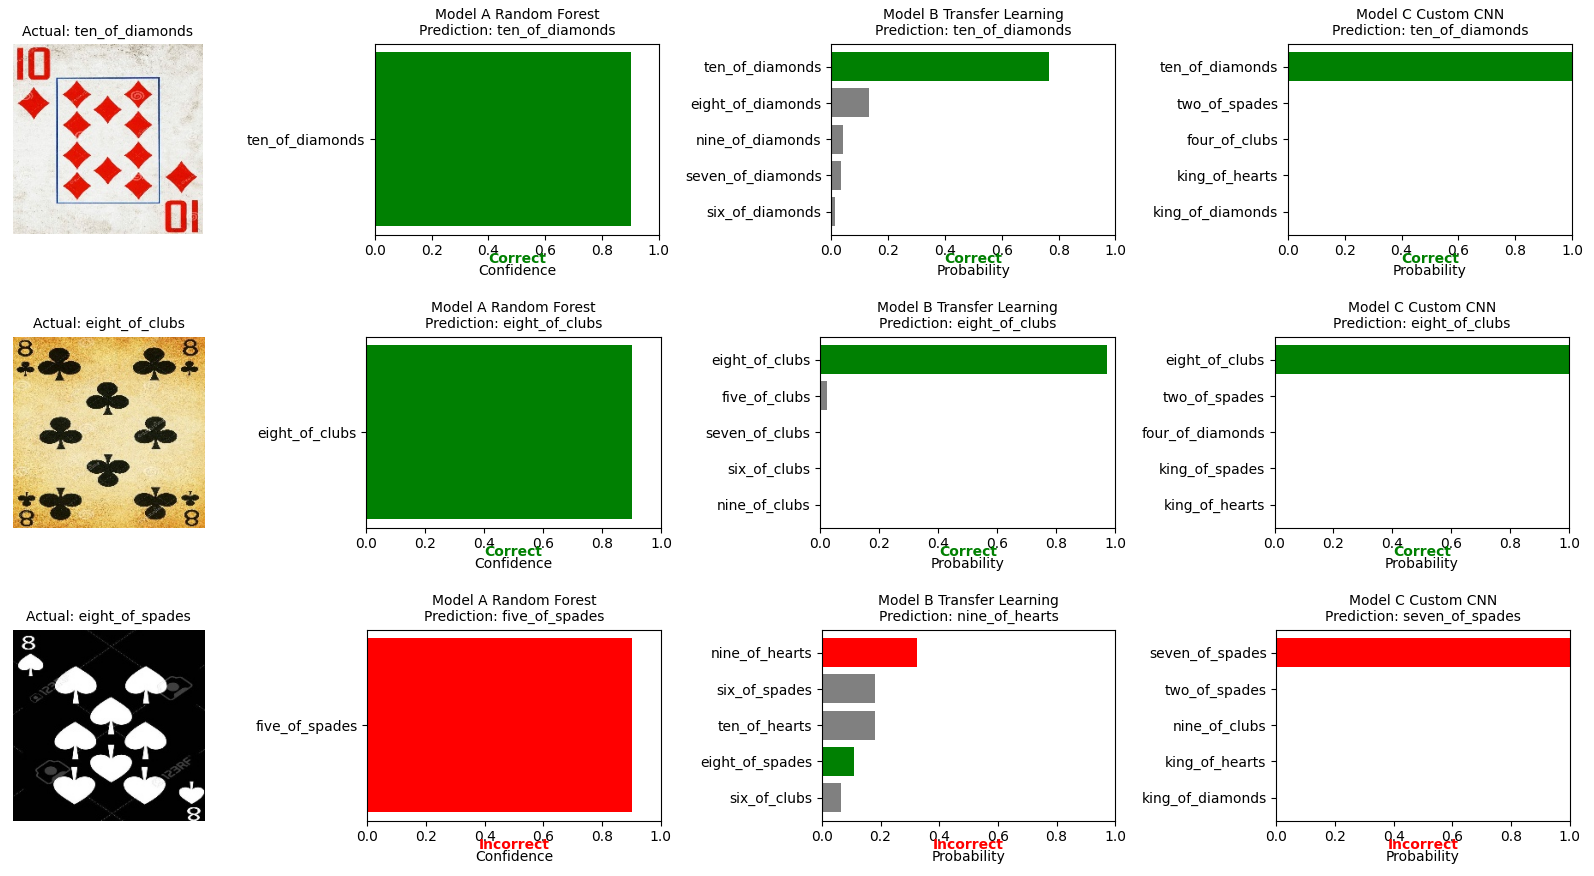 Actual: ten_of_diamonds
10
10
Model A Random Forest
Prediction: ten_of_diamonds
ten_of_diamonds
0.0 0.2 0.4 0.6 0.8 1.0
Correct
Confidence
Model B Transfer Learning
Prediction: ten_of_diamonds
ten_of_diamonds
eight_of_diamonds
nine_of_diamonds
seven_of_diamonds
six_of_diamonds
0.0 0.2 0.4 0.6 0.8 1.0
Correct
Probability
Model C Custom CNN
Prediction: ten_of_diamonds
ten_of_diamonds
two_of_spades
four_of_clubs
king_of_hearts
king_of_diamonds
0.0 0.2 0.4 0.6 0.8 1.0
Correct
Probability
Actual: eight_of_clubs
8 8
8 8
Model A Random Forest
Prediction: eight_of_clubs
eight_of_clubs
0.0 0.2 0.4 0.6 0.8 1.0
Correct
Confidence
Model B Transfer Learning
Prediction: eight_of_clubs
eight_of_clubs
five_of_clubs
seven_of_clubs
six_of_clubs
nine_of_clubs
0.0 0.2 0.4 0.6 0.8 1.0
Correct
Probability
Model C Custom CNN
Prediction: eight_of_clubs
eight_of_clubs
two_of_spades
four_of_diamonds
king_of_spades
king_of_hearts
0.0 0.2 0.4 0.6 0.8 1.0
Correct
Probability
Actual: eight_of_spades
8
123RF
8
Model A Random Forest
Prediction: five_of_spades
five_of_spades
0.0 0.2 0.4 0.6 0.8 1.0
Incorrect
Confidence
Model B Transfer Learning
Prediction: nine_of_hearts
nine_of_hearts
six_of_spades
ten_of_hearts
eight_of_spades
six_of_clubs
0.0 0.2 0.4 0.6 0.8 1.0
Incorrect
Probability
Model C Custom CNN
Prediction: seven_of_spades
seven_of_spades
two_of_spades
nine_of_clubs
king_of_hearts
king_of_diamonds
0.0 0.2 0.4 0.6 0.8 1.0
Incorrect
Probability